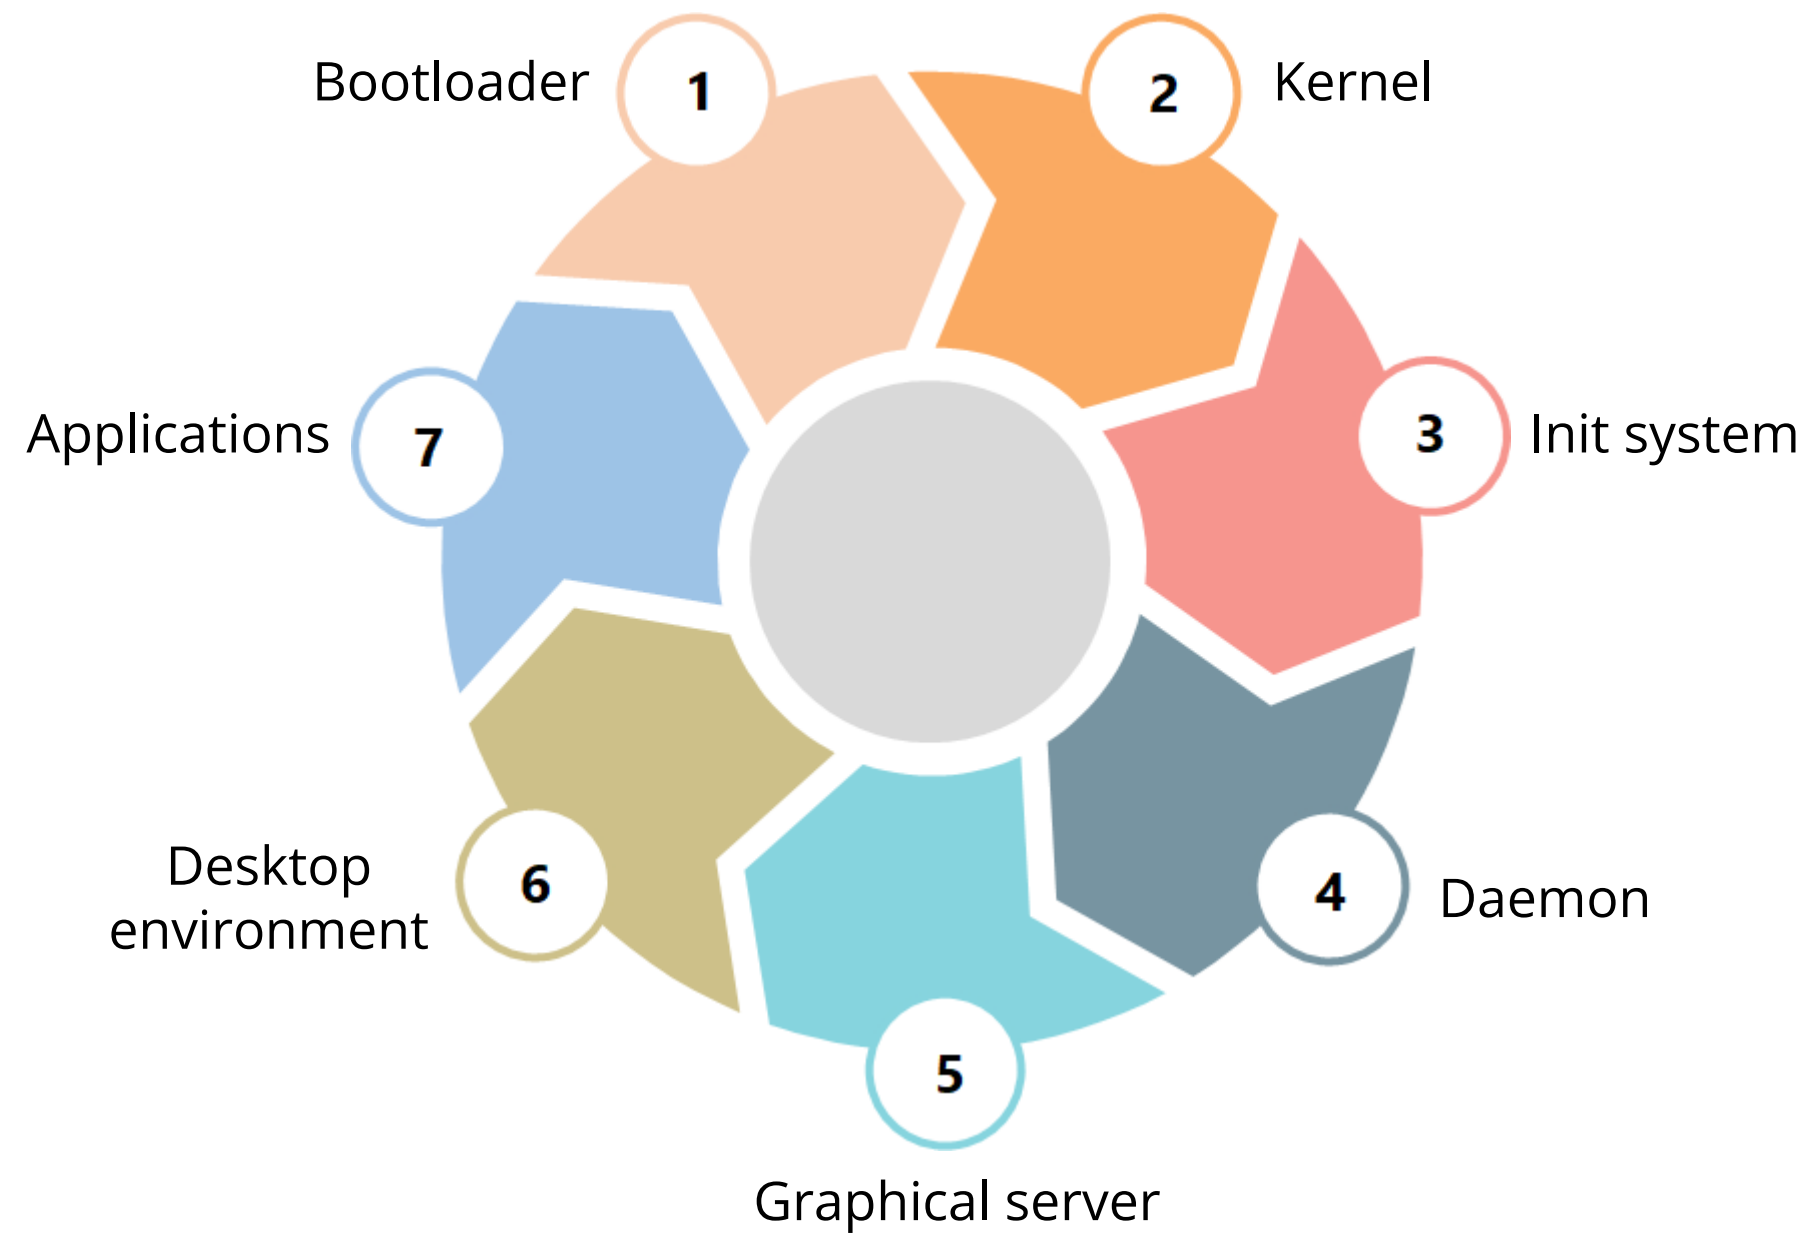 Bootloader
1
2
Kernel
3
Init system
4
Daemon
5
Graphical server
6
Desktop
environment
7
Applications